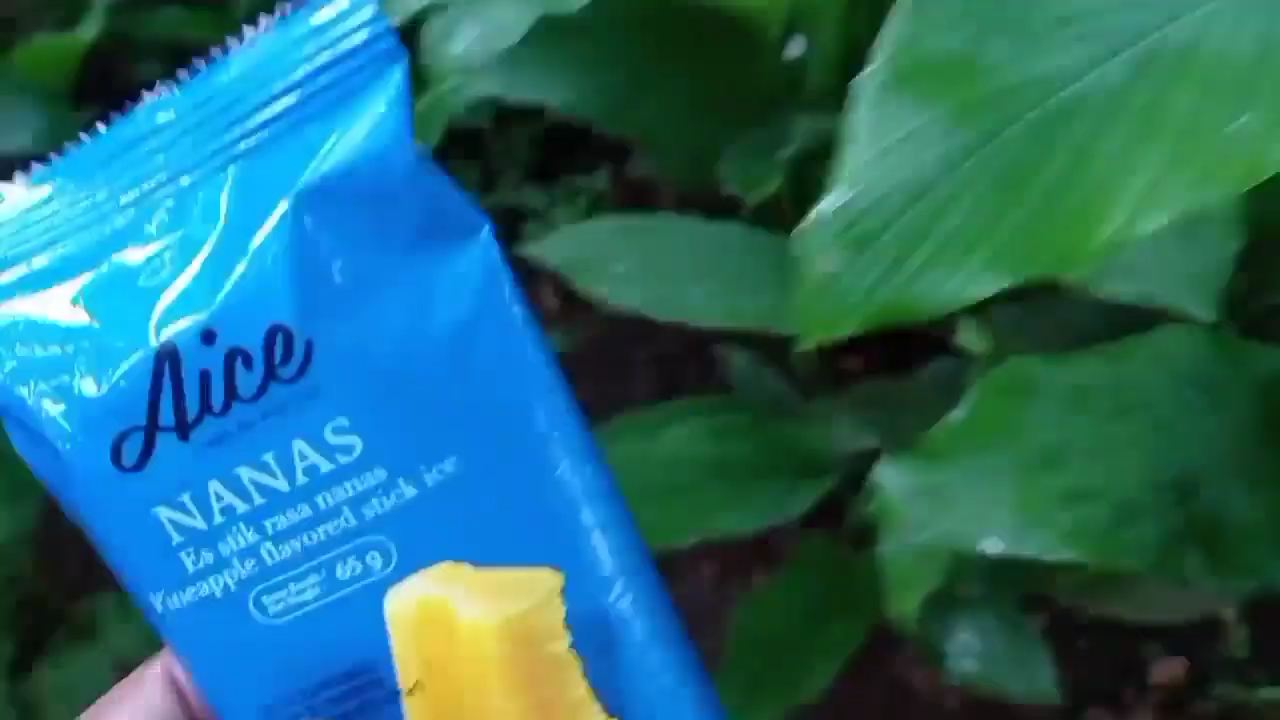 Aice
NANAS
Es stik rasa nanas
Pineapple flavored stick ice
65 g